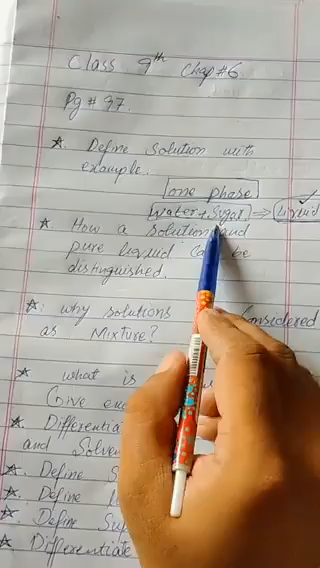 Class 9th Chap #6
Pg # 97.
* Define Solution with
example.
one phase
Water + Sugar => Liquid
* How a solution and
pure liquid can be
distinguished.
* why solutions Considered
as Mixture?
* what is
Give
* Differentia
and Solven
* Define S
* Define
* Define Su
* Differentiate